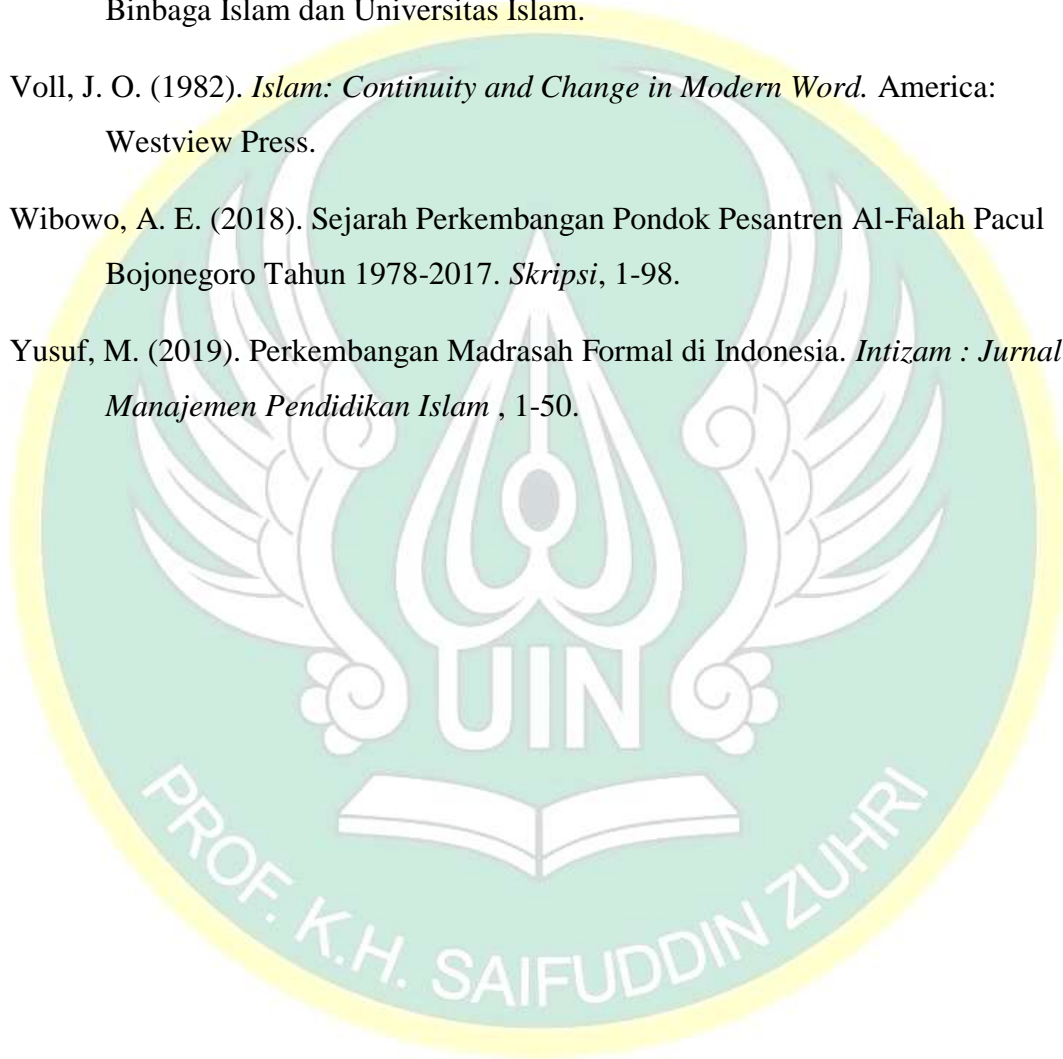 Binbaga Islam dan Universitas Islam.
Voll, J. O. (1982). Islam: Continuity and Change in Modern Word. America:
Westview Press.
Wibowo, A. E. (2018). Sejarah Perkembangan Pondok Pesantren Al-Falah Pacul
Bojonegoro Tahun 1978-2017. Skripsi, 1-98.
Yusuf, M. (2019). Perkembangan Madrasah Formal di Indonesia. Intizam : Jurnal
Manajemen Pendidikan Islam , 1-50.
UIN
PROF. K.H. SAIFUDDIN ZUHRI